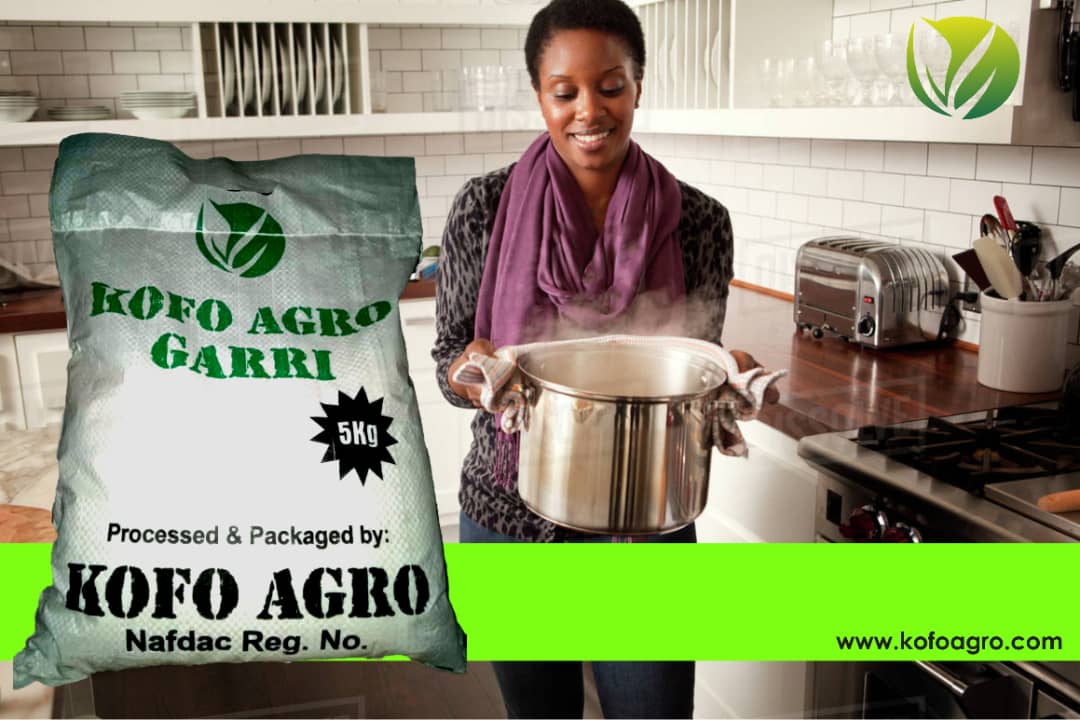 KOFO AGRO
GARRI
5Kg
Processed & Packaged by:
KOFO AGRO
Nafdac Reg. No.
www.kofoagro.com